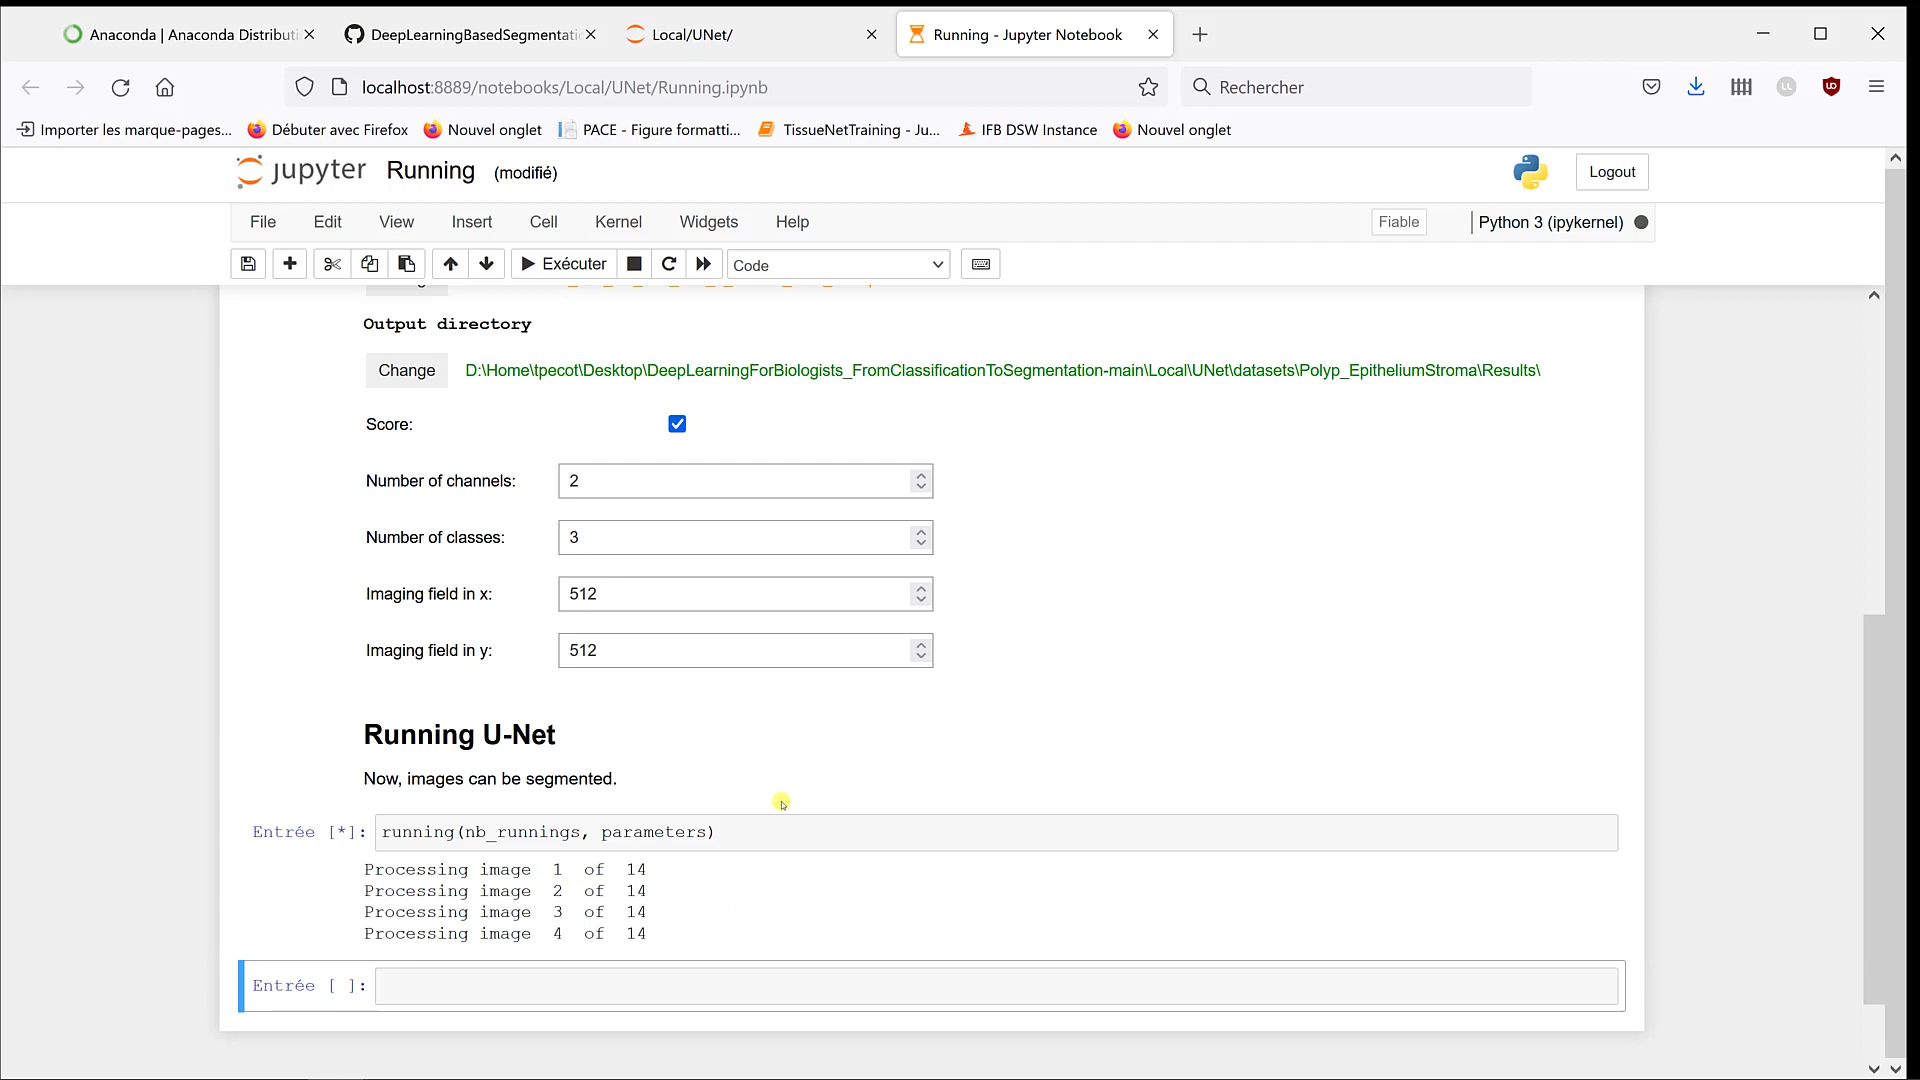 Anaconda | Anaconda Distributi
DeepLearningBasedSegmentatic
Local/UNet/
Running - Jupyter Notebook
localhost:8889/notebooks/Local/UNet/Running.ipynb
Rechercher
Importer les marque-pages...
Débuter avec Firefox
Nouvel onglet
PACE - Figure formatti...
TissueNetTraining - Ju...
IFB DSW Instance
Nouvel onglet
jupyter Running (modifié)
Logout
File Edit View Insert Cell Kernel Widgets Help
Fiable
Python 3 (ipykernel)
Exécuter
Code
Output directory
Change D:\Home\tpecot\Desktop\DeepLearningForBiologists_FromClassificationToSegmentation-main\Local\UNet\datasets\Polyp_EpitheliumStroma\Results\
Score:
Number of channels: 2
Number of classes: 3
Imaging field in x: 512
Imaging field in y: 512
Running U-Net
Now, images can be segmented.
Entrée [*]: running(nb_runnings, parameters)
Processing image 1 of 14
Processing image 2 of 14
Processing image 3 of 14
Processing image 4 of 14
Entrée [ ]: